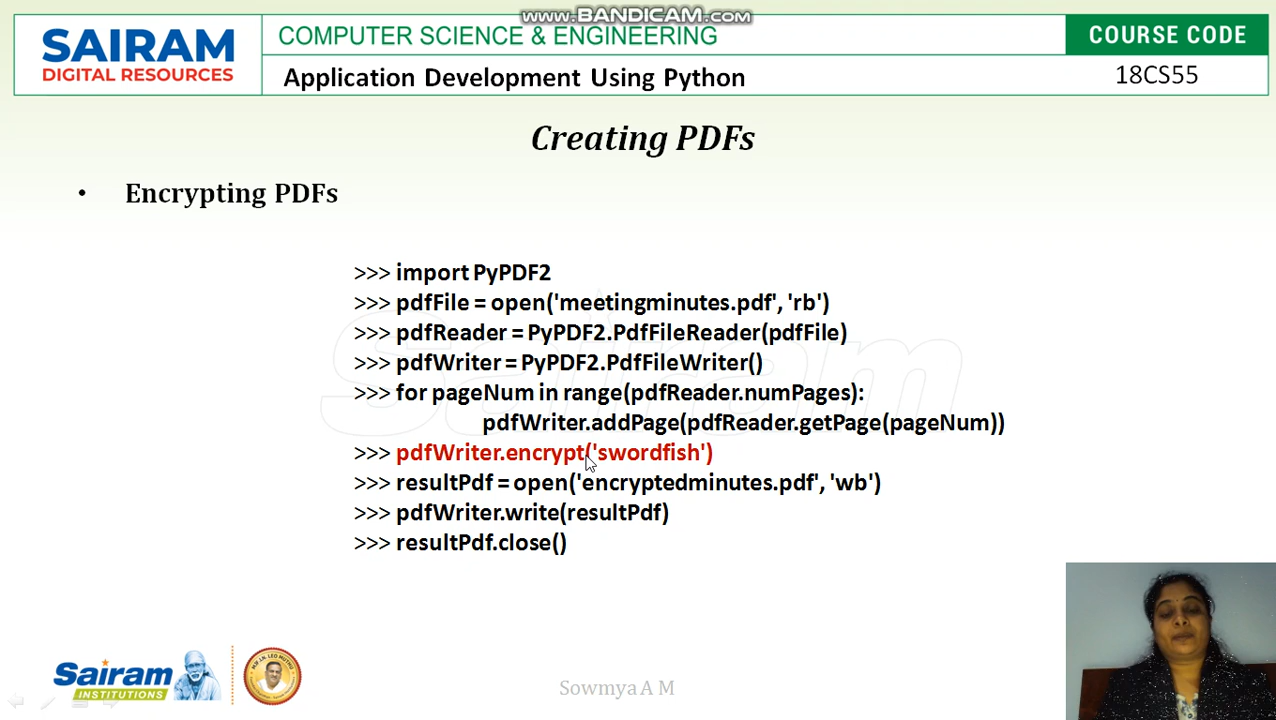 www.BANDICAM.com
SAIRAM
DIGITAL RESOURCES
COMPUTER SCIENCE & ENGINEERING
COURSE CODE
Application Development Using Python
18CS55
Creating PDFs
• Encrypting PDFs
>>> import PyPDF2
>>> pdfFile = open('meetingminutes.pdf', 'rb')
>>> pdfReader = PyPDF2.PdfFileReader(pdfFile)
>>> pdfWriter = PyPDF2.PdfFileWriter()
>>> for pageNum in range(pdfReader.numPages):
pdfWriter.addPage(pdfReader.getPage(pageNum))
>>> pdfWriter.encrypt('swordfish')
>>> resultPdf = open('encryptedminutes.pdf', 'wb')
>>> pdfWriter.write(resultPdf)
>>> resultPdf.close()
Sairam
Sairam
INSTITUTIONS
Sowmya A M